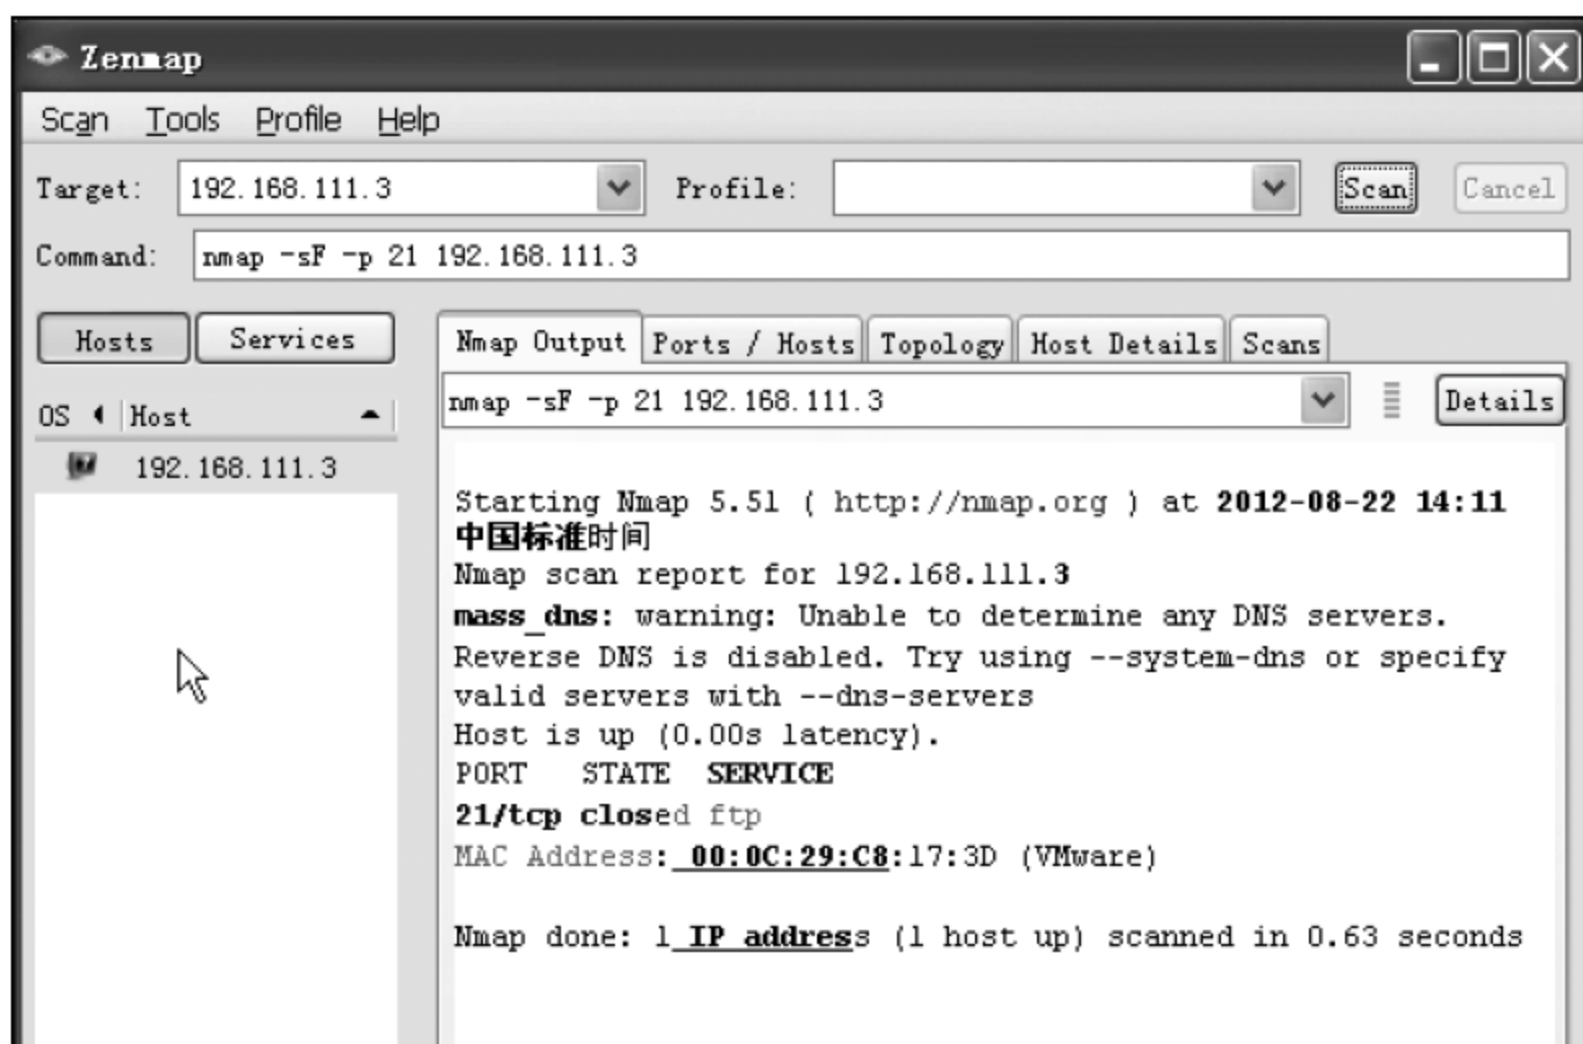 Zenmap
Scan Tools Profile Help
Target: 192.168.111.3 Profile: Scan Cancel
Command: nmap -sF -p 21 192.168.111.3
Hosts Services
Nmap Output Ports / Hosts Topology Host Details Scans
OS Host
nmap -sF -p 21 192.168.111.3 Details
192.168.111.3
Starting Nmap 5.51 ( http://nmap.org ) at 2012-08-22 14:11
中国标准时间
Nmap scan report for 192.168.111.3
mass_dns: warning: Unable to determine any DNS servers.
Reverse DNS is disabled. Try using --system-dns or specify
valid servers with --dns-servers
Host is up (0.00s latency).
PORT STATE SERVICE
21/tcp closed ftp
MAC Address: 00:0C:29:C8:17:3D (VMware)
Nmap done: 1 IP address (1 host up) scanned in 0.63 seconds